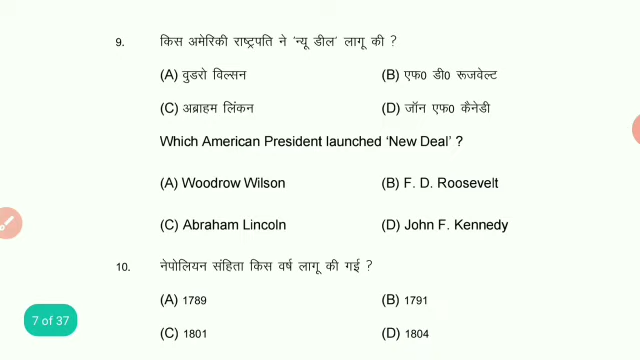 9. किस अमेरिकी राष्ट्रपति ने ‘न्यू डील’ लागू की ?
(A) वुडरो विल्सन (B) एफ0 डी0 रूजवेल्ट
(C) अब्राहम लिंकन (D) जॉन एफ0 कैनेडी
Which American President launched ‘New Deal’ ?
(A) Woodrow Wilson (B) F. D. Roosevelt
(C) Abraham Lincoln (D) John F. Kennedy
10. नेपोलियन संहिता किस वर्ष लागू की गई ?
(A) 1789 (B) 1791
7 of 37
(C) 1801 (D) 1804